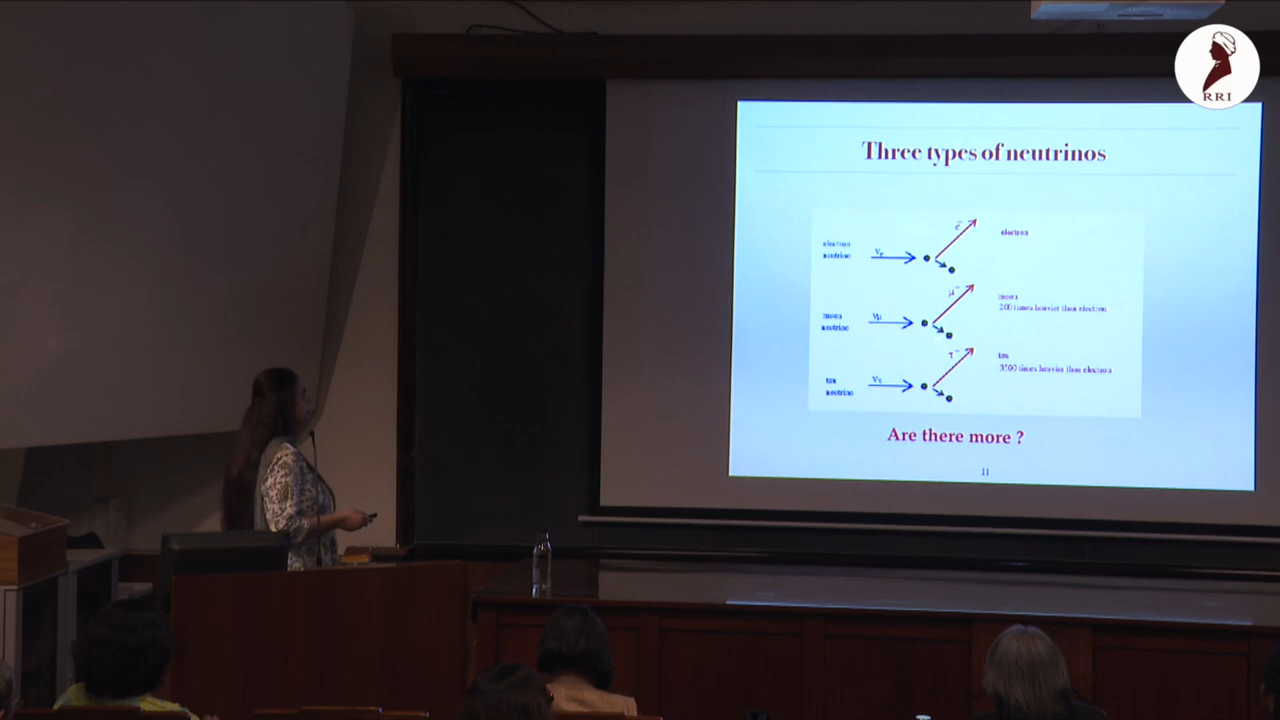 RRI
Three types of neutrinos
electron
neutrino
νe
e⁻
electron
muon
neutrino
νμ
μ⁻
muon
200 times heavier than electron
tau
neutrino
ντ
τ⁻
tau
3500 times heavier than electron
Are there more ?
11